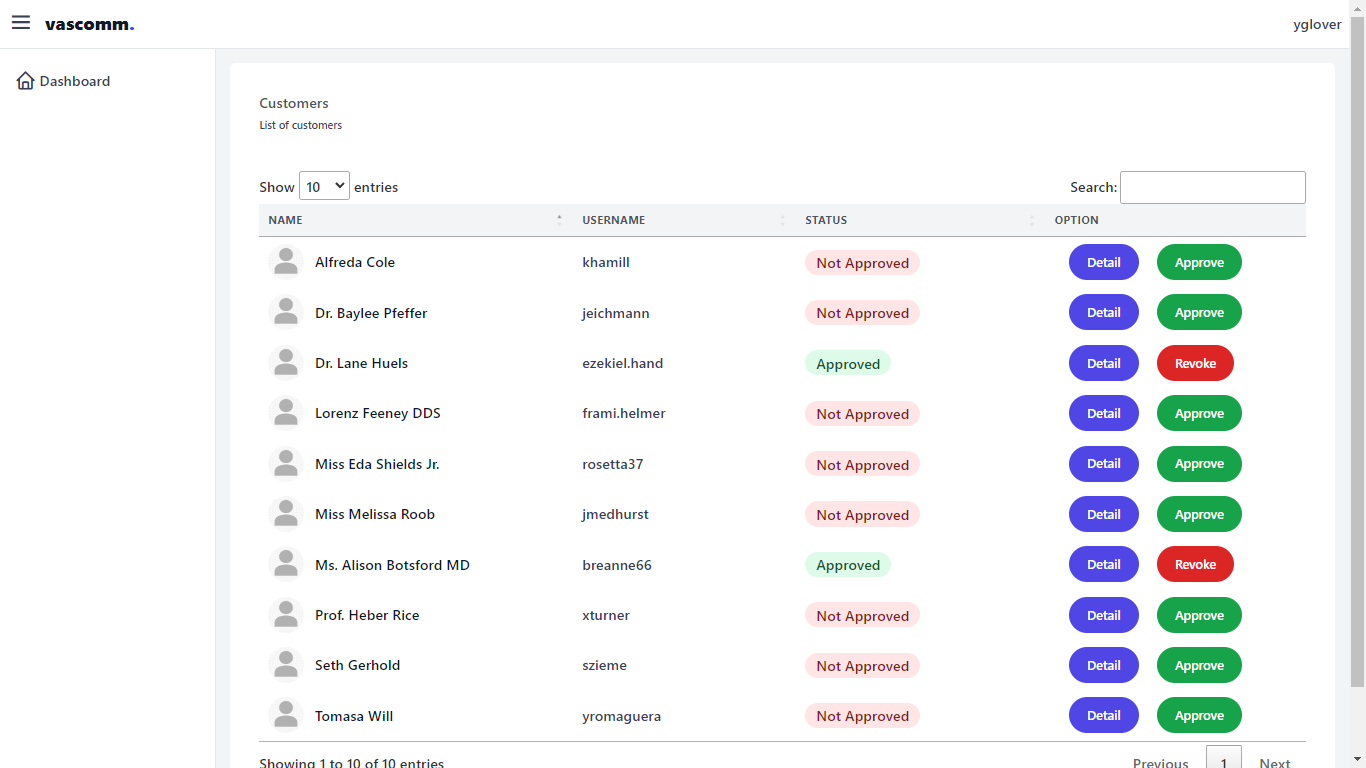 vascomm.
yglover
Dashboard
Customers
List of customers
Show 10 entries
Search:
NAME USERNAME STATUS OPTION
Alfreda Cole khamill Not Approved Detail Approve
Dr. Baylee Pfeffer jeichmann Not Approved Detail Approve
Dr. Lane Huels ezekiel.hand Approved Detail Revoke
Lorenz Feeney DDS frami.helmer Not Approved Detail Approve
Miss Eda Shields Jr. rosetta37 Not Approved Detail Approve
Miss Melissa Roob jmedhurst Not Approved Detail Approve
Ms. Alison Botsford MD breanne66 Approved Detail Revoke
Prof. Heber Rice xturner Not Approved Detail Approve
Seth Gerhold szieme Not Approved Detail Approve
Tomasa Will yromaguera Not Approved Detail Approve
Showing 1 to 10 of 10 entries
Previous 1 Next